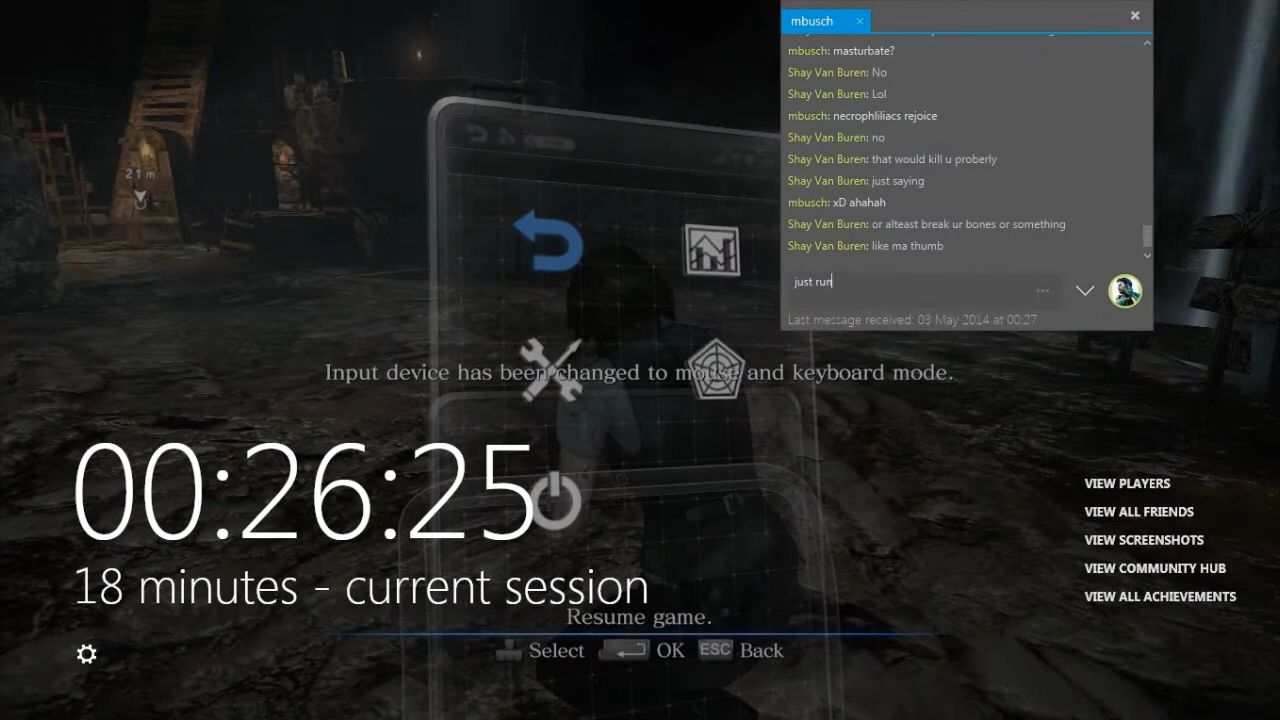 mbusch
mbusch: masturbate?
Shay Van Buren: No
Shay Van Buren: Lol
mbusch: necrophliliacs rejoice
Shay Van Buren: no
Shay Van Buren: that would kill u proberly
Shay Van Buren: just saying
mbusch: xD ahahah
Shay Van Buren: or alteast break ur bones or something
Shay Van Buren: like ma thumb
just run
Last message received: 03 May 2014 at 00:27
21 m
Input device has been changed to mouse and keyboard mode.
00:26:25
18 minutes - current session
VIEW PLAYERS
VIEW ALL FRIENDS
VIEW SCREENSHOTS
VIEW COMMUNITY HUB
VIEW ALL ACHIEVEMENTS
Resume game.
Select OK ESC Back